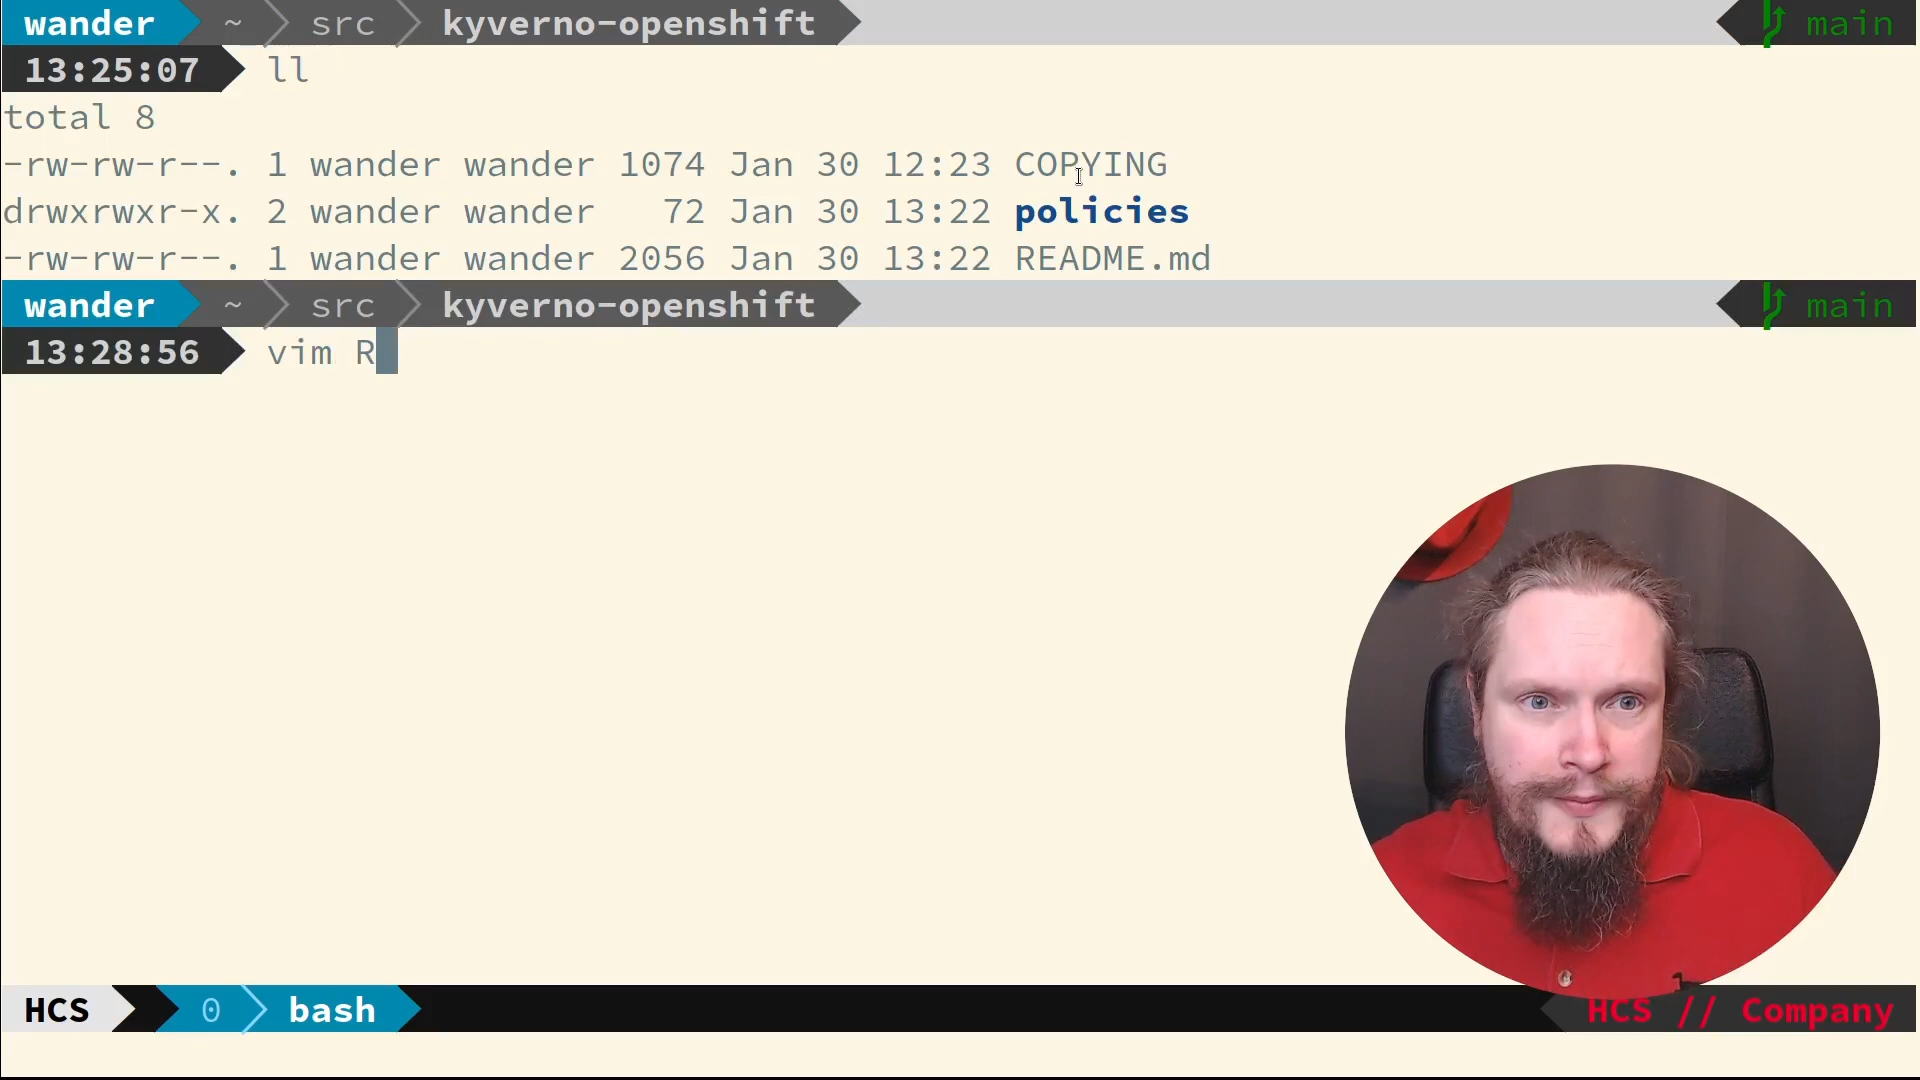 wander ~ src kyverno-openshift main
13:25:07 ll
total 8
-rw-rw-r--. 1 wander wander 1074 Jan 30 12:23 COPYING
drwxrwxr-x. 2 wander wander 72 Jan 30 13:22 policies
-rw-rw-r--. 1 wander wander 2056 Jan 30 13:22 README.md
wander ~ src kyverno-openshift main
13:28:56 vim R
HCS 0 bash HCS // Company